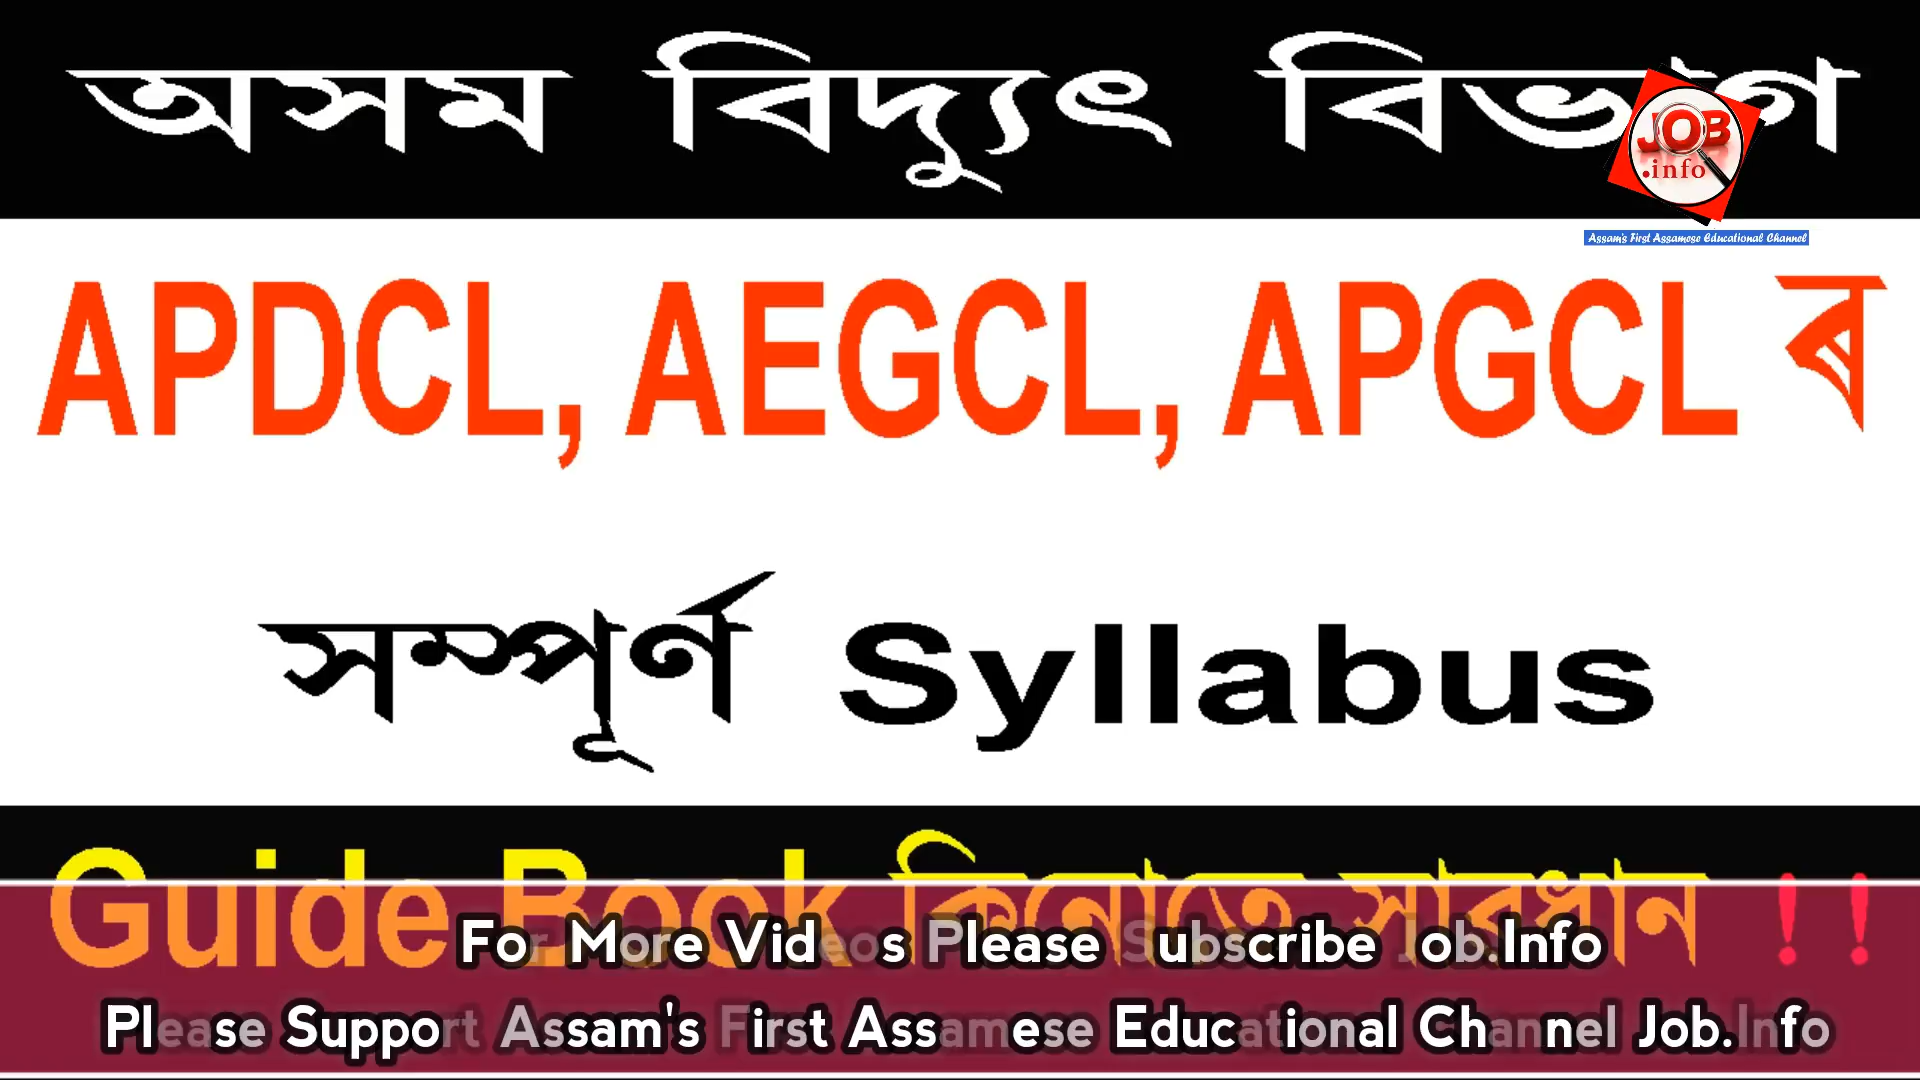 অসম বিদ্যুৎ বিভাগ
JOB
.info
Assam's First Assamese Educational Channel
APDCL, AEGCL, APGCL ৰ
সম্পূৰ্ণ Syllabus
Guide Book কিনোতে সাৱধান !!
For More Videos Please Subscribe Job.Info
Please Support Assam's First Assamese Educational Channel Job.Info